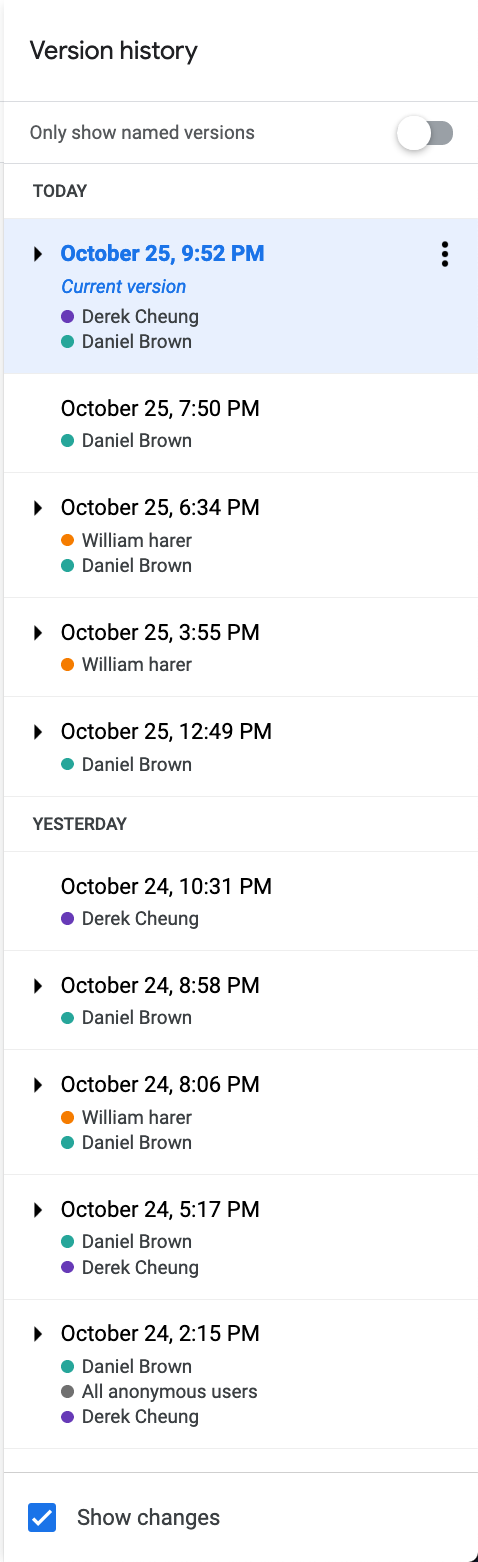 Version history
Only show named versions
TODAY
October 25, 9:52 PM
Current version
Derek Cheung
Daniel Brown
October 25, 7:50 PM
Daniel Brown
October 25, 6:34 PM
William harer
Daniel Brown
October 25, 3:55 PM
William harer
October 25, 12:49 PM
Daniel Brown
YESTERDAY
October 24, 10:31 PM
Derek Cheung
October 24, 8:58 PM
Daniel Brown
October 24, 8:06 PM
William harer
Daniel Brown
October 24, 5:17 PM
Daniel Brown
Derek Cheung
October 24, 2:15 PM
Daniel Brown
All anonymous users
Derek Cheung
Show changes